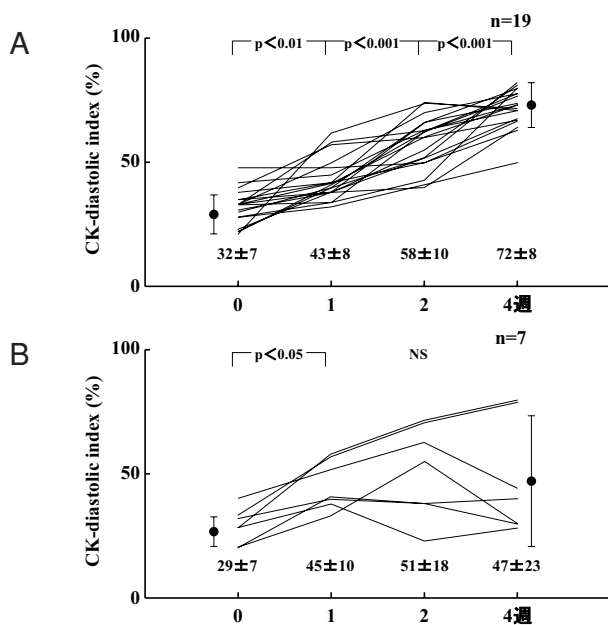 A
n=19
100
p<0.01 p<0.001 p<0.001
CK-diastolic index (%)
50
32±7 43±8 58±10 72±8
0
0 1 2 4週
B
n=7
100
p<0.05 NS
CK-diastolic index (%)
50
29±7 45±10 51±18 47±23
0
0 1 2 4週